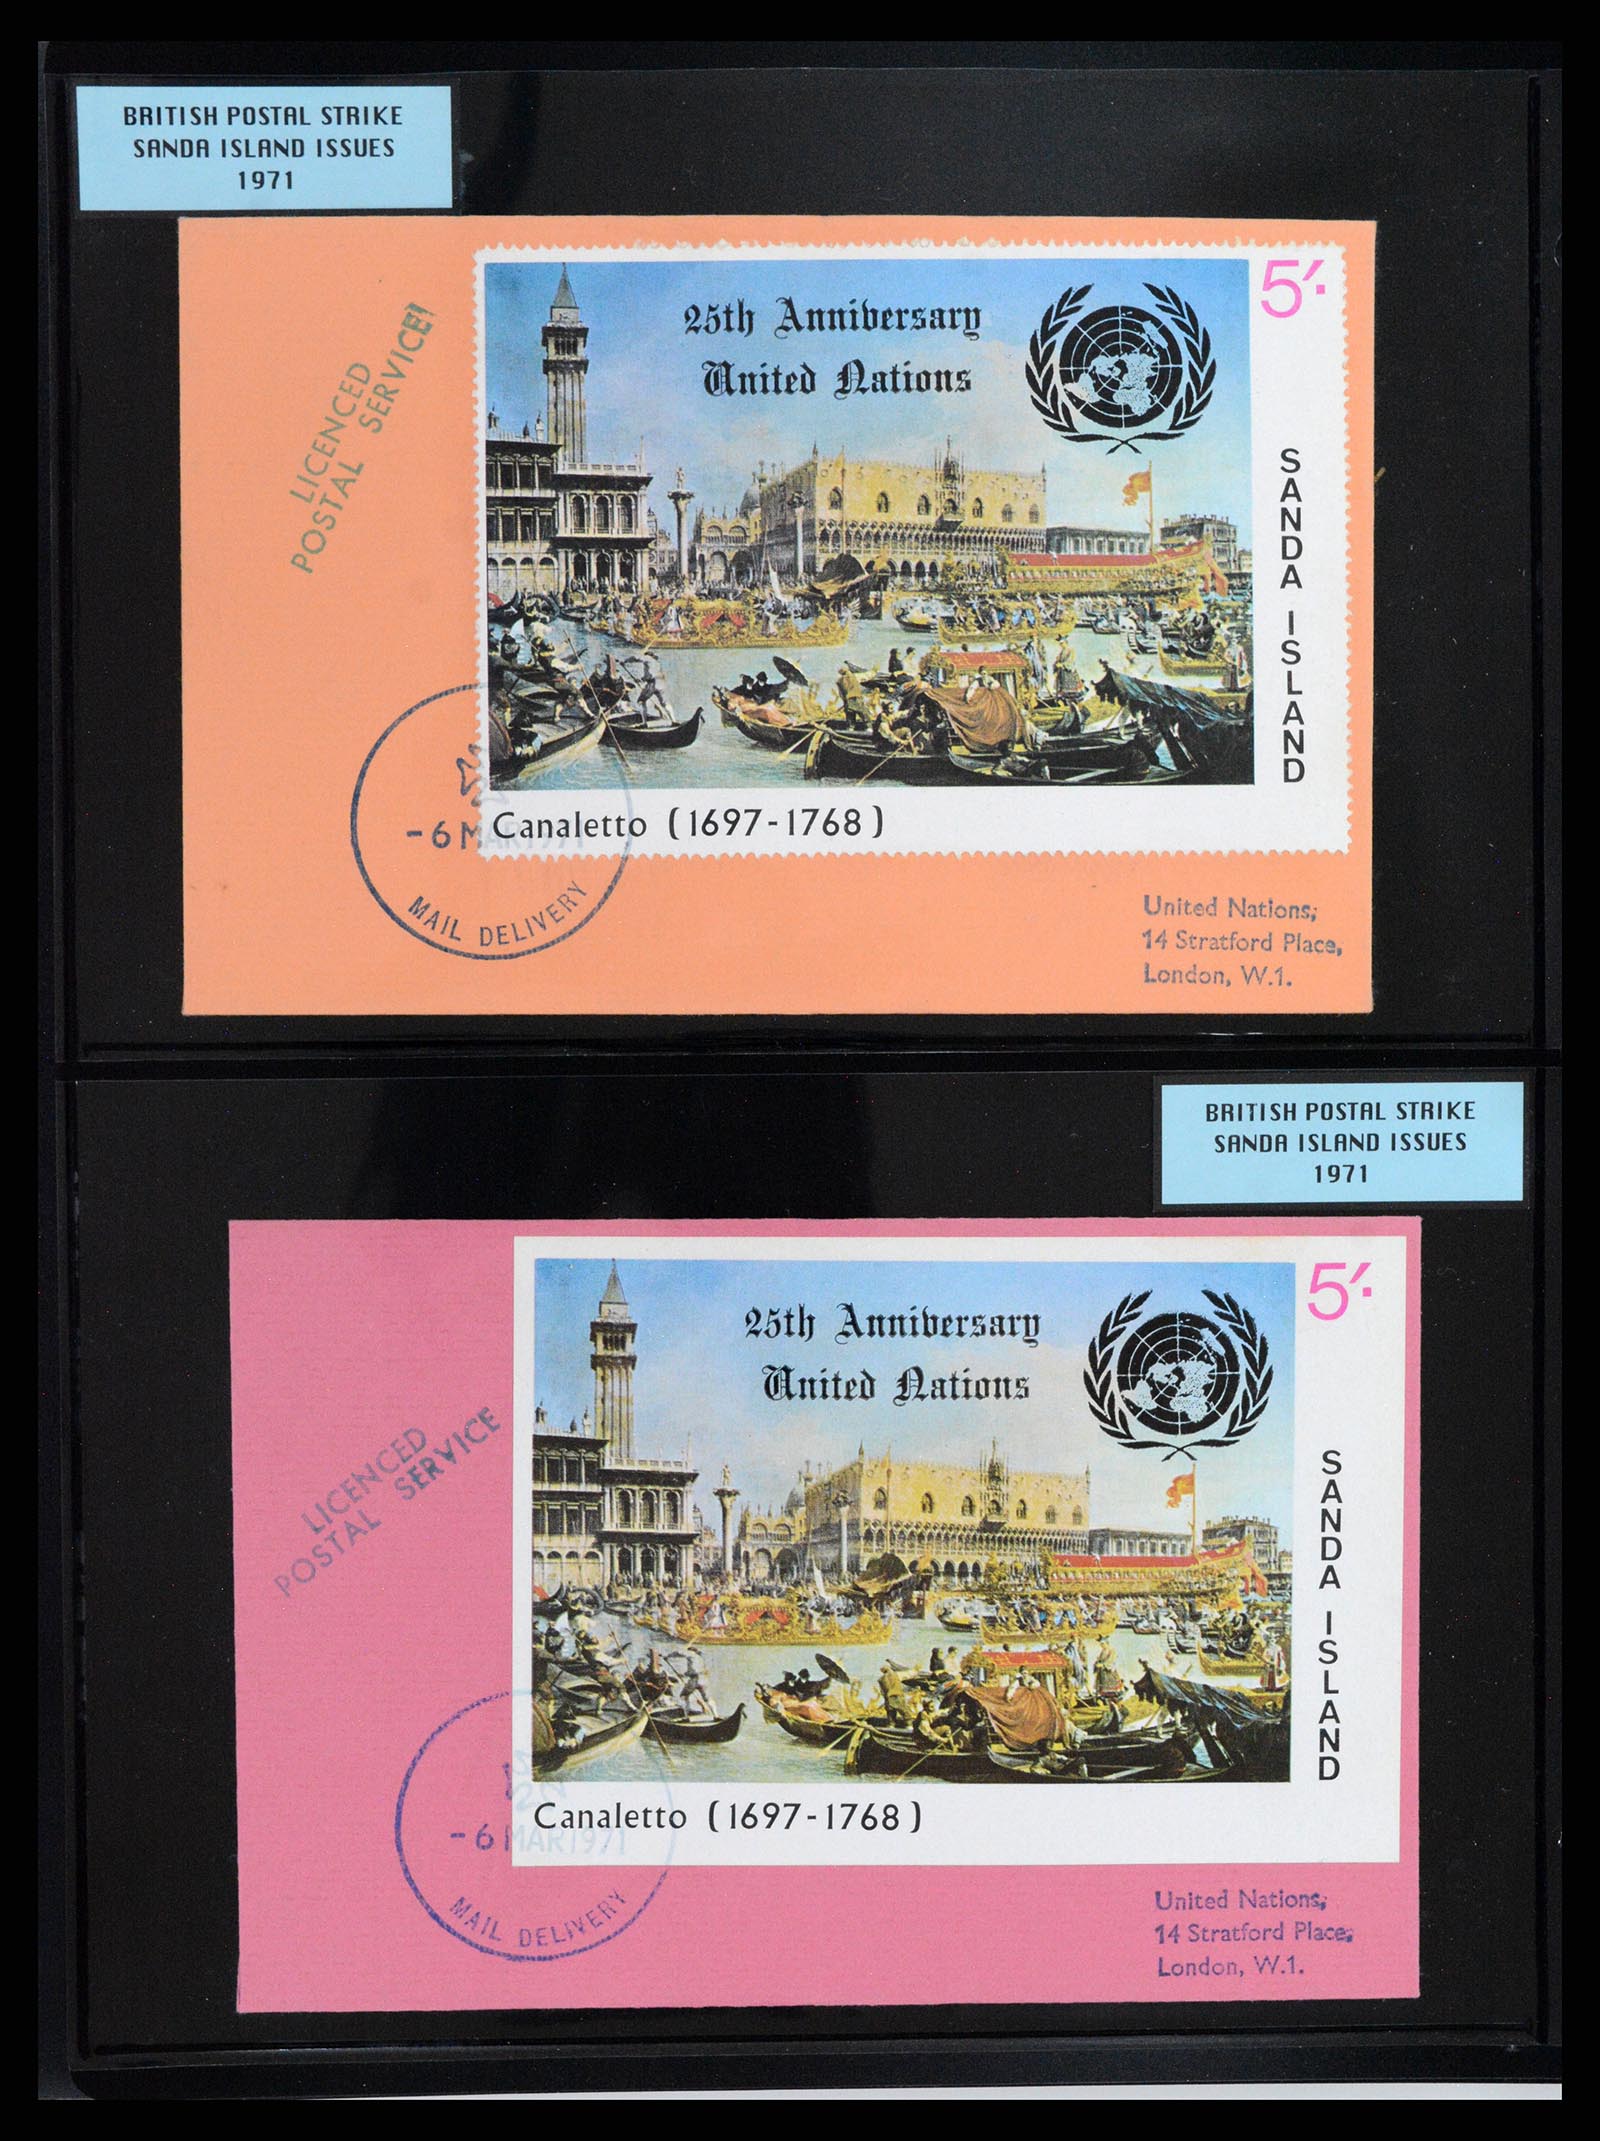 BRITISH POSTAL STRIKE
SANDA ISLAND ISSUES
1971
25th Anniversary
United Nations
5/-
SANDA ISLAND
LICENCED
POSTAL SERVICE
Canaletto (1697-1768)
-6 MAR 1971
MAIL DELIVERY
United Nations,
14 Stratford Place,
London, W.1.
BRITISH POSTAL STRIKE
SANDA ISLAND ISSUES
1971
25th Anniversary
United Nations
5/-
SANDA ISLAND
LICENCED
POSTAL SERVICE
Canaletto (1697-1768)
-6 MAR 1971
MAIL DELIVERY
United Nations,
14 Stratford Place,
London, W.1.